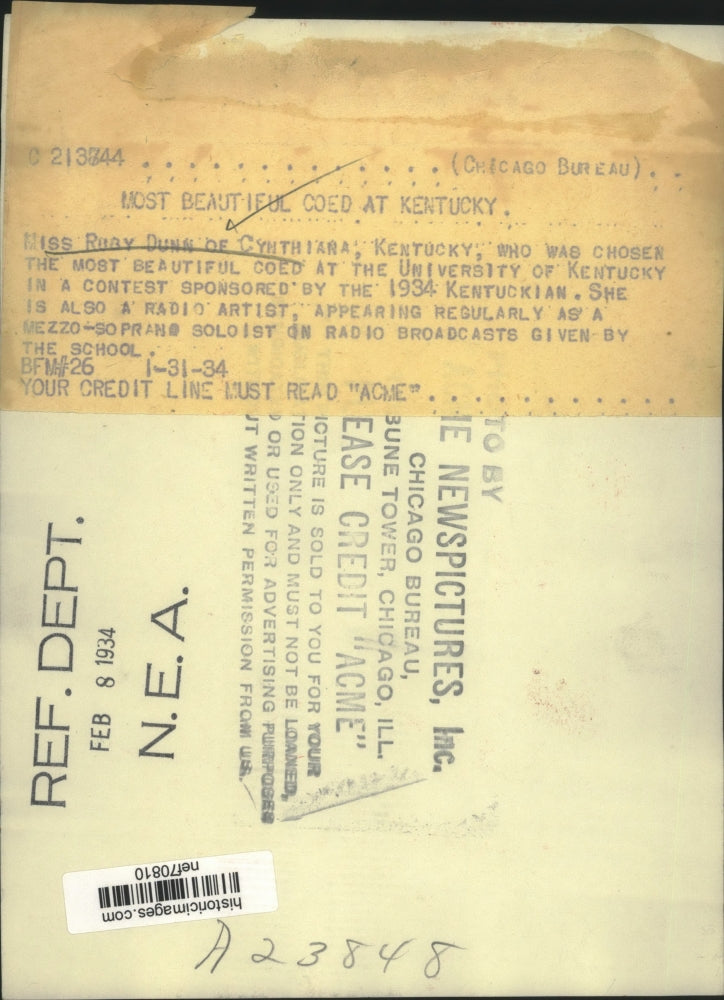 C 213744 . . . . . . . . . . . . . . . (CHICAGO BUREAU). . .
MOST BEAUTIFUL COED AT KENTUCKY.
MISS RUBY DUNN OF CYNTHIANA, KENTUCKY, WHO WAS CHOSEN
THE MOST BEAUTIFUL COED AT THE UNIVERSITY OF KENTUCKY
IN A CONTEST SPONSORED BY THE 1934 KENTUCKIAN. SHE
IS ALSO A RADIO ARTIST, APPEARING REGULARLY AS A
MEZZO-SOPRANO SOLOIST ON RADIO BROADCASTS GIVEN BY
THE SCHOOL.
BFM#26 1-31-34
YOUR CREDIT LINE MUST READ "ACME". . . . . . . . . . . .
TO BY
E NEWSPICTURES, Inc.
CHICAGO BUREAU,
BUNE TOWER, CHICAGO, ILL.
EASE CREDIT "ACME"
ICTURE IS SOLD TO YOU FOR YOUR
TION ONLY AND MUST NOT BE LOANED,
D OR USED FOR ADVERTISING PURPOSES
UT WRITTEN PERMISSION FROM US.
REF. DEPT.
FEB 8 1934
N.E.A.
historicimages.com
nef70810
A23848